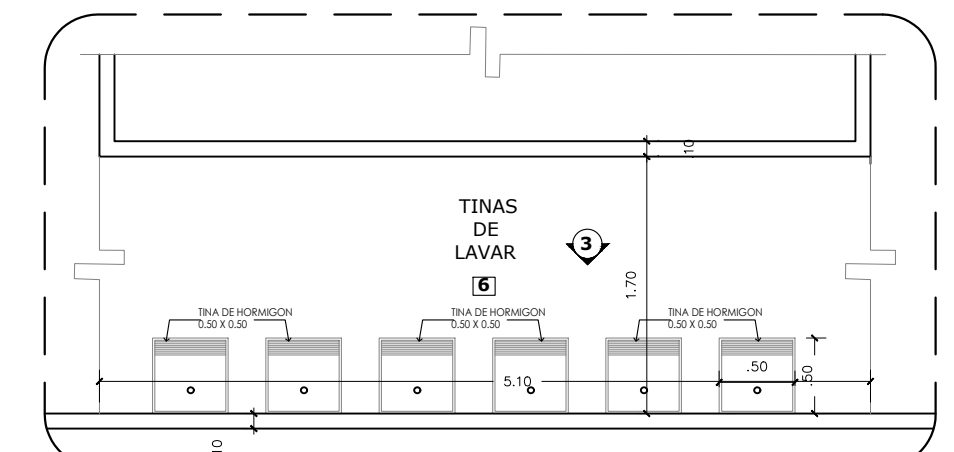 .10
TINAS
DE
LAVAR
3
6
1.70
TINA DE HORMIGON
0.50 X 0.50
TINA DE HORMIGON
0.50 X 0.50
TINA DE HORMIGON
0.50 X 0.50
5.10
.50
.50
10